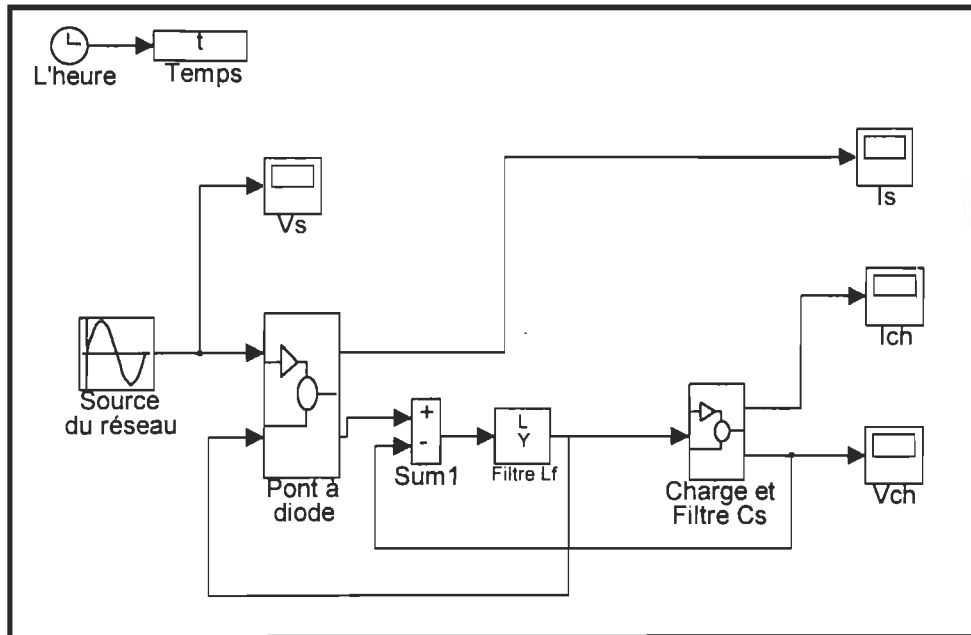 t
L'heure
Temps
Is
Vs
Ich
Source
du réseau
+
-
Sum1
L
Y
Filtre Lf
Pont à
diode
Charge et
Filtre Cs
Vch